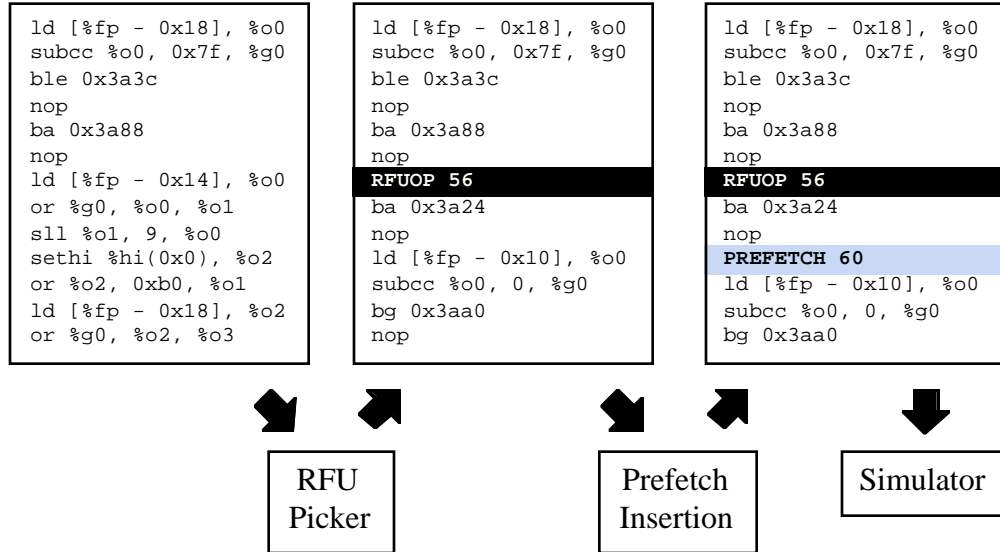 ld [%fp - 0x18], %o0
subcc %o0, 0x7f, %g0
ble 0x3a3c
nop
ba 0x3a88
nop
ld [%fp - 0x14], %o0
or %g0, %o0, %o1
sll %o1, 9, %o0
sethi %hi(0x0), %o2
or %o2, 0xb0, %o1
ld [%fp - 0x18], %o2
or %g0, %o2, %o3
ld [%fp - 0x18], %o0
subcc %o0, 0x7f, %g0
ble 0x3a3c
nop
ba 0x3a88
nop
RFUOP 56
ba 0x3a24
nop
ld [%fp - 0x10], %o0
subcc %o0, 0, %g0
bg 0x3aa0
nop
ld [%fp - 0x18], %o0
subcc %o0, 0x7f, %g0
ble 0x3a3c
nop
ba 0x3a88
nop
RFUOP 56
ba 0x3a24
nop
PREFETCH 60
ld [%fp - 0x10], %o0
subcc %o0, 0, %g0
bg 0x3aa0
RFU
Picker
Prefetch
Insertion
Simulator